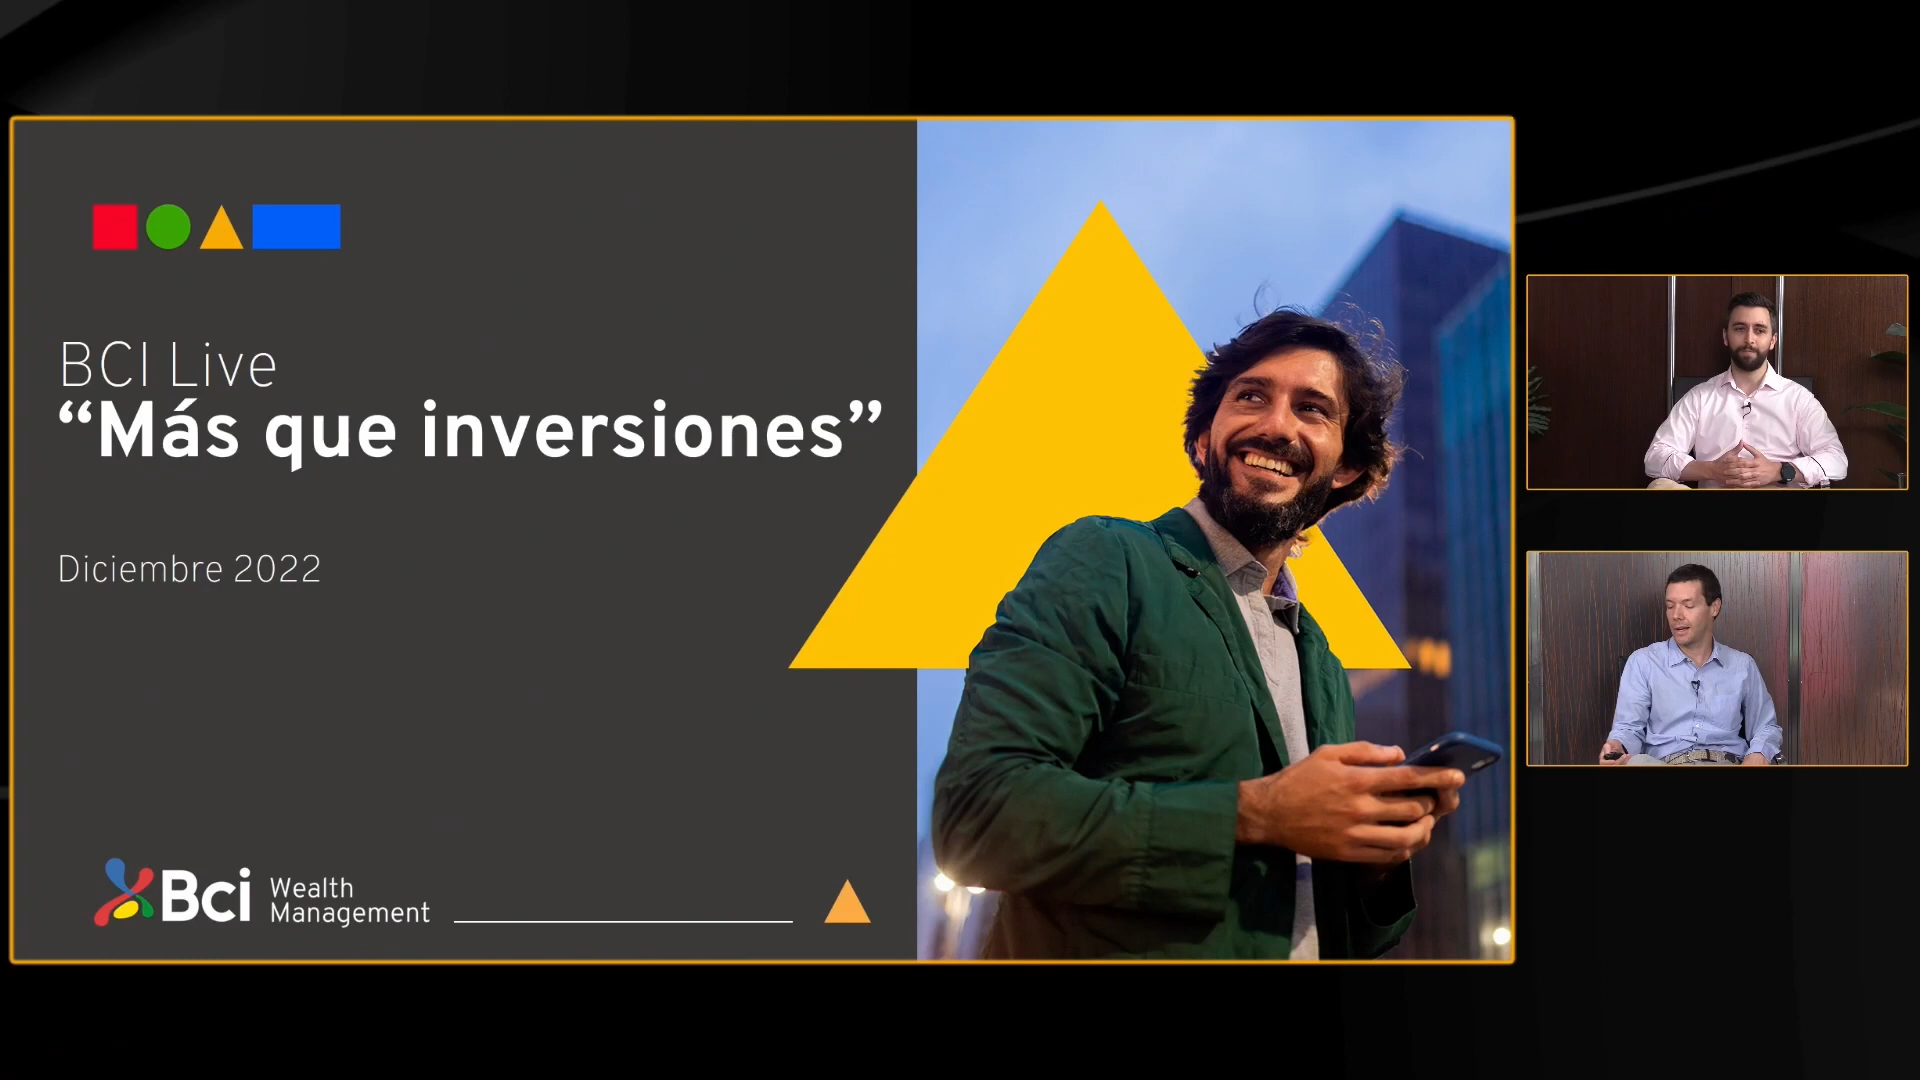 BCI Live
“Más que inversiones”
Diciembre 2022
Bci Wealth
Management